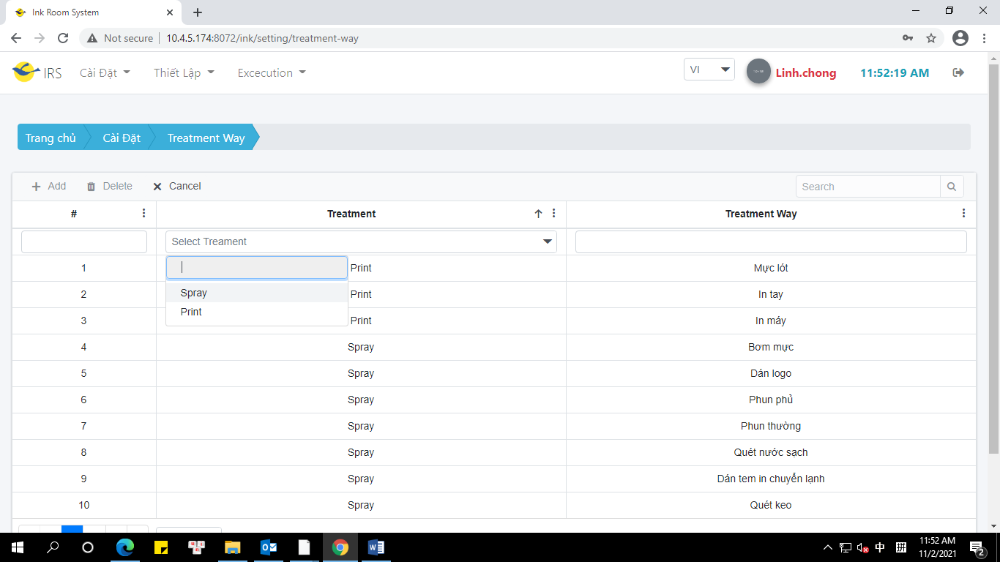 Ink Room System
Not secure 10.4.5.174:8072/ink/setting/treatment-way
IRS Cài Đặt Thiết Lập Excecution VI Linh.chong 11:52:19 AM
Trang chủ Cài Đặt Treatment Way
Add Delete Cancel Search
# Treatment Treatment Way
Select Treament
1 Print Mực lót
Spray
2 Print In tay
Print
3 Print In máy
4 Spray Bơm mực
5 Spray Dán logo
6 Spray Phun phủ
7 Spray Phun thường
8 Spray Quét nước sạch
9 Spray Dán tem in chuyển lạnh
10 Spray Quét keo
中 11:52 AM
11/2/2021 2